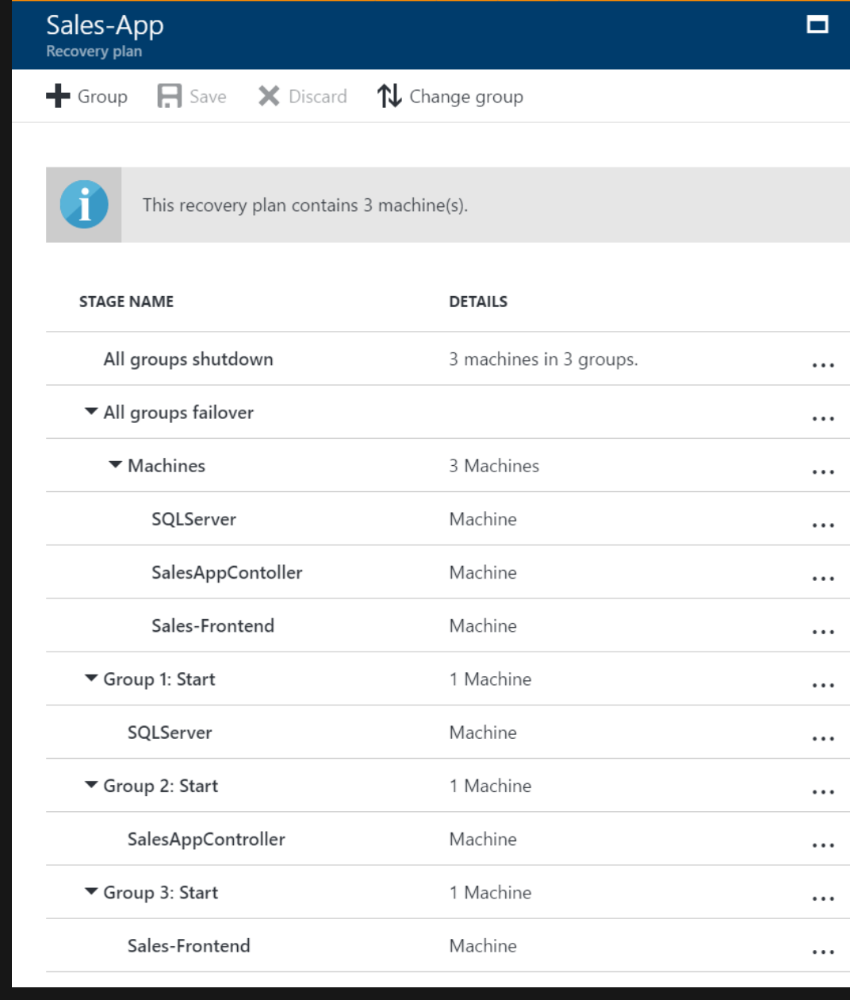 Sales-App
Recovery plan
Group Save Discard Change group
This recovery plan contains 3 machine(s).
STAGE NAME DETAILS
All groups shutdown 3 machines in 3 groups.
All groups failover
Machines 3 Machines
SQLServer Machine
SalesAppContoller Machine
Sales-Frontend Machine
Group 1: Start 1 Machine
SQLServer Machine
Group 2: Start 1 Machine
SalesAppController Machine
Group 3: Start 1 Machine
Sales-Frontend Machine